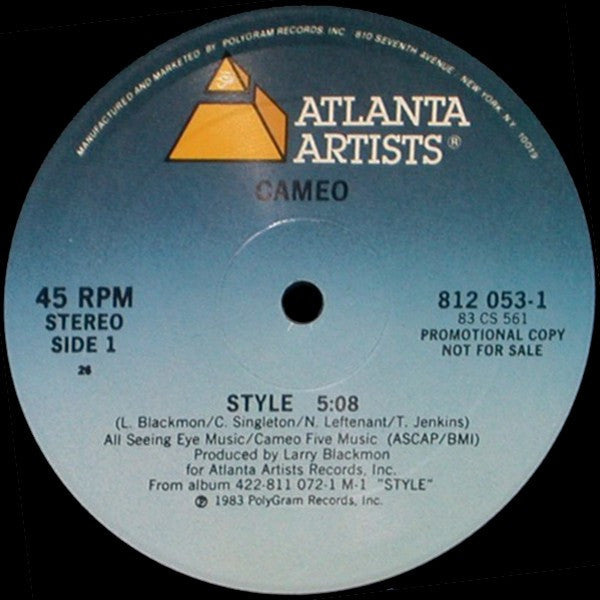 MANUFACTURED AND MARKETED BY POLYGRAM RECORDS, INC 810 SEVENTH AVENUE, NEW YORK, N.Y. 10019
ATLANTA
ARTISTS®
CAMEO
45 RPM
STEREO
SIDE 1
26
812 053-1
83 CS 561
PROMOTIONAL COPY
NOT FOR SALE
STYLE 5:08
(L. Blackmon/C. Singleton/N. Leftenant/T. Jenkins)
All Seeing Eye Music/Cameo Five Music (ASCAP/BMI)
Produced by Larry Blackmon
for Atlanta Artists Records, Inc.
From album 422-811 072-1 M-1 "STYLE"
℗ 1983 PolyGram Records, Inc.